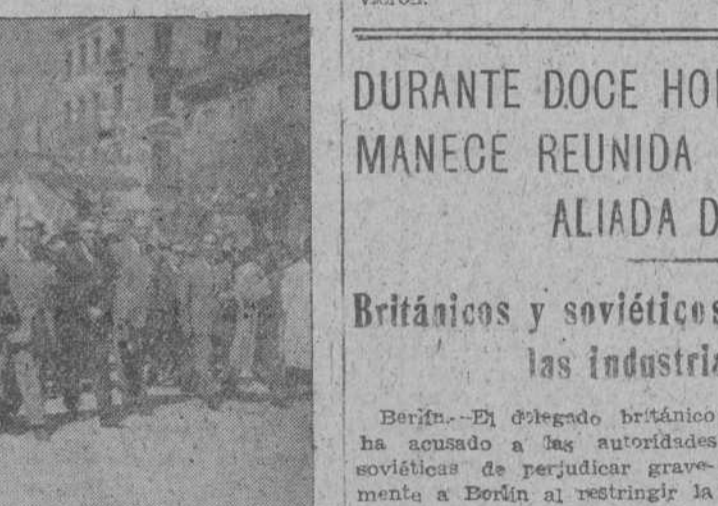 DURANTE DOCE HO
MANECE REUNIDA
ALIADA D
Británicos y soviéticos
las industri
Berlín.--El delegado británico
ha acusado a las autoridades
soviéticas de perjudicar grave-
mente a Berlín al restringir la